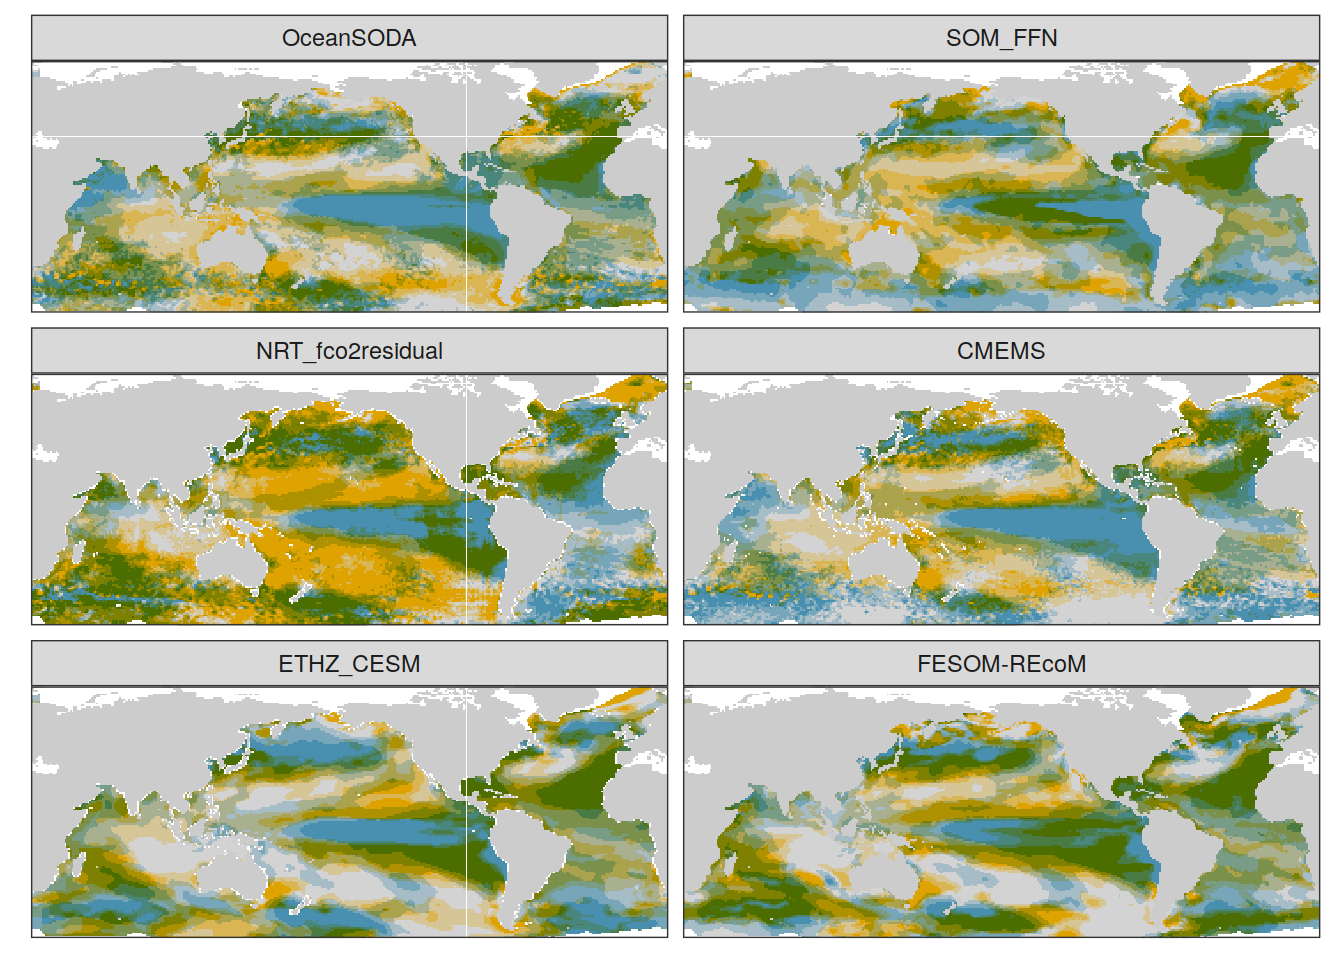 OceanSODA
SOM_FFN
NRT_fco2residual
CMEMS
ETHZ_CESM
FESOM-REcoM